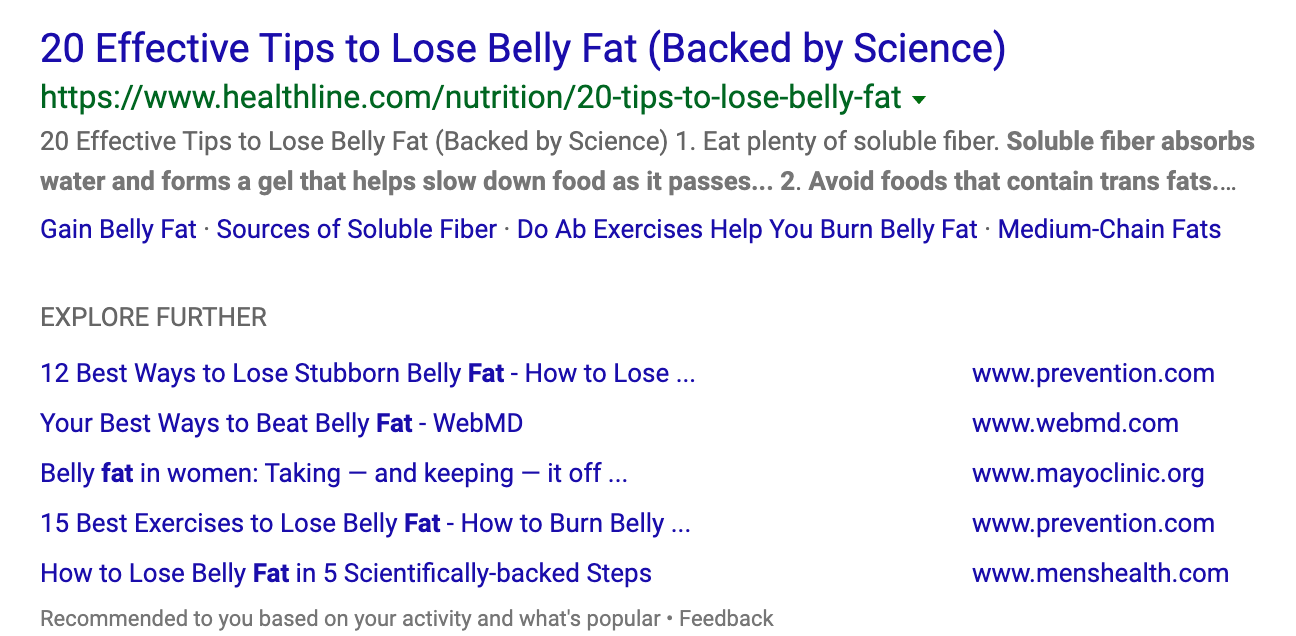 20 Effective Tips to Lose Belly Fat (Backed by Science)
https://www.healthline.com/nutrition/20-tips-to-lose-belly-fat
20 Effective Tips to Lose Belly Fat (Backed by Science) 1. Eat plenty of soluble fiber. Soluble fiber absorbs
water and forms a gel that helps slow down food as it passes... 2. Avoid foods that contain trans fats.…
Gain Belly Fat · Sources of Soluble Fiber · Do Ab Exercises Help You Burn Belly Fat · Medium-Chain Fats
EXPLORE FURTHER
12 Best Ways to Lose Stubborn Belly Fat - How to Lose ... www.prevention.com
Your Best Ways to Beat Belly Fat - WebMD www.webmd.com
Belly fat in women: Taking — and keeping — it off ... www.mayoclinic.org
15 Best Exercises to Lose Belly Fat - How to Burn Belly ... www.prevention.com
How to Lose Belly Fat in 5 Scientifically-backed Steps www.menshealth.com
Recommended to you based on your activity and what's popular • Feedback